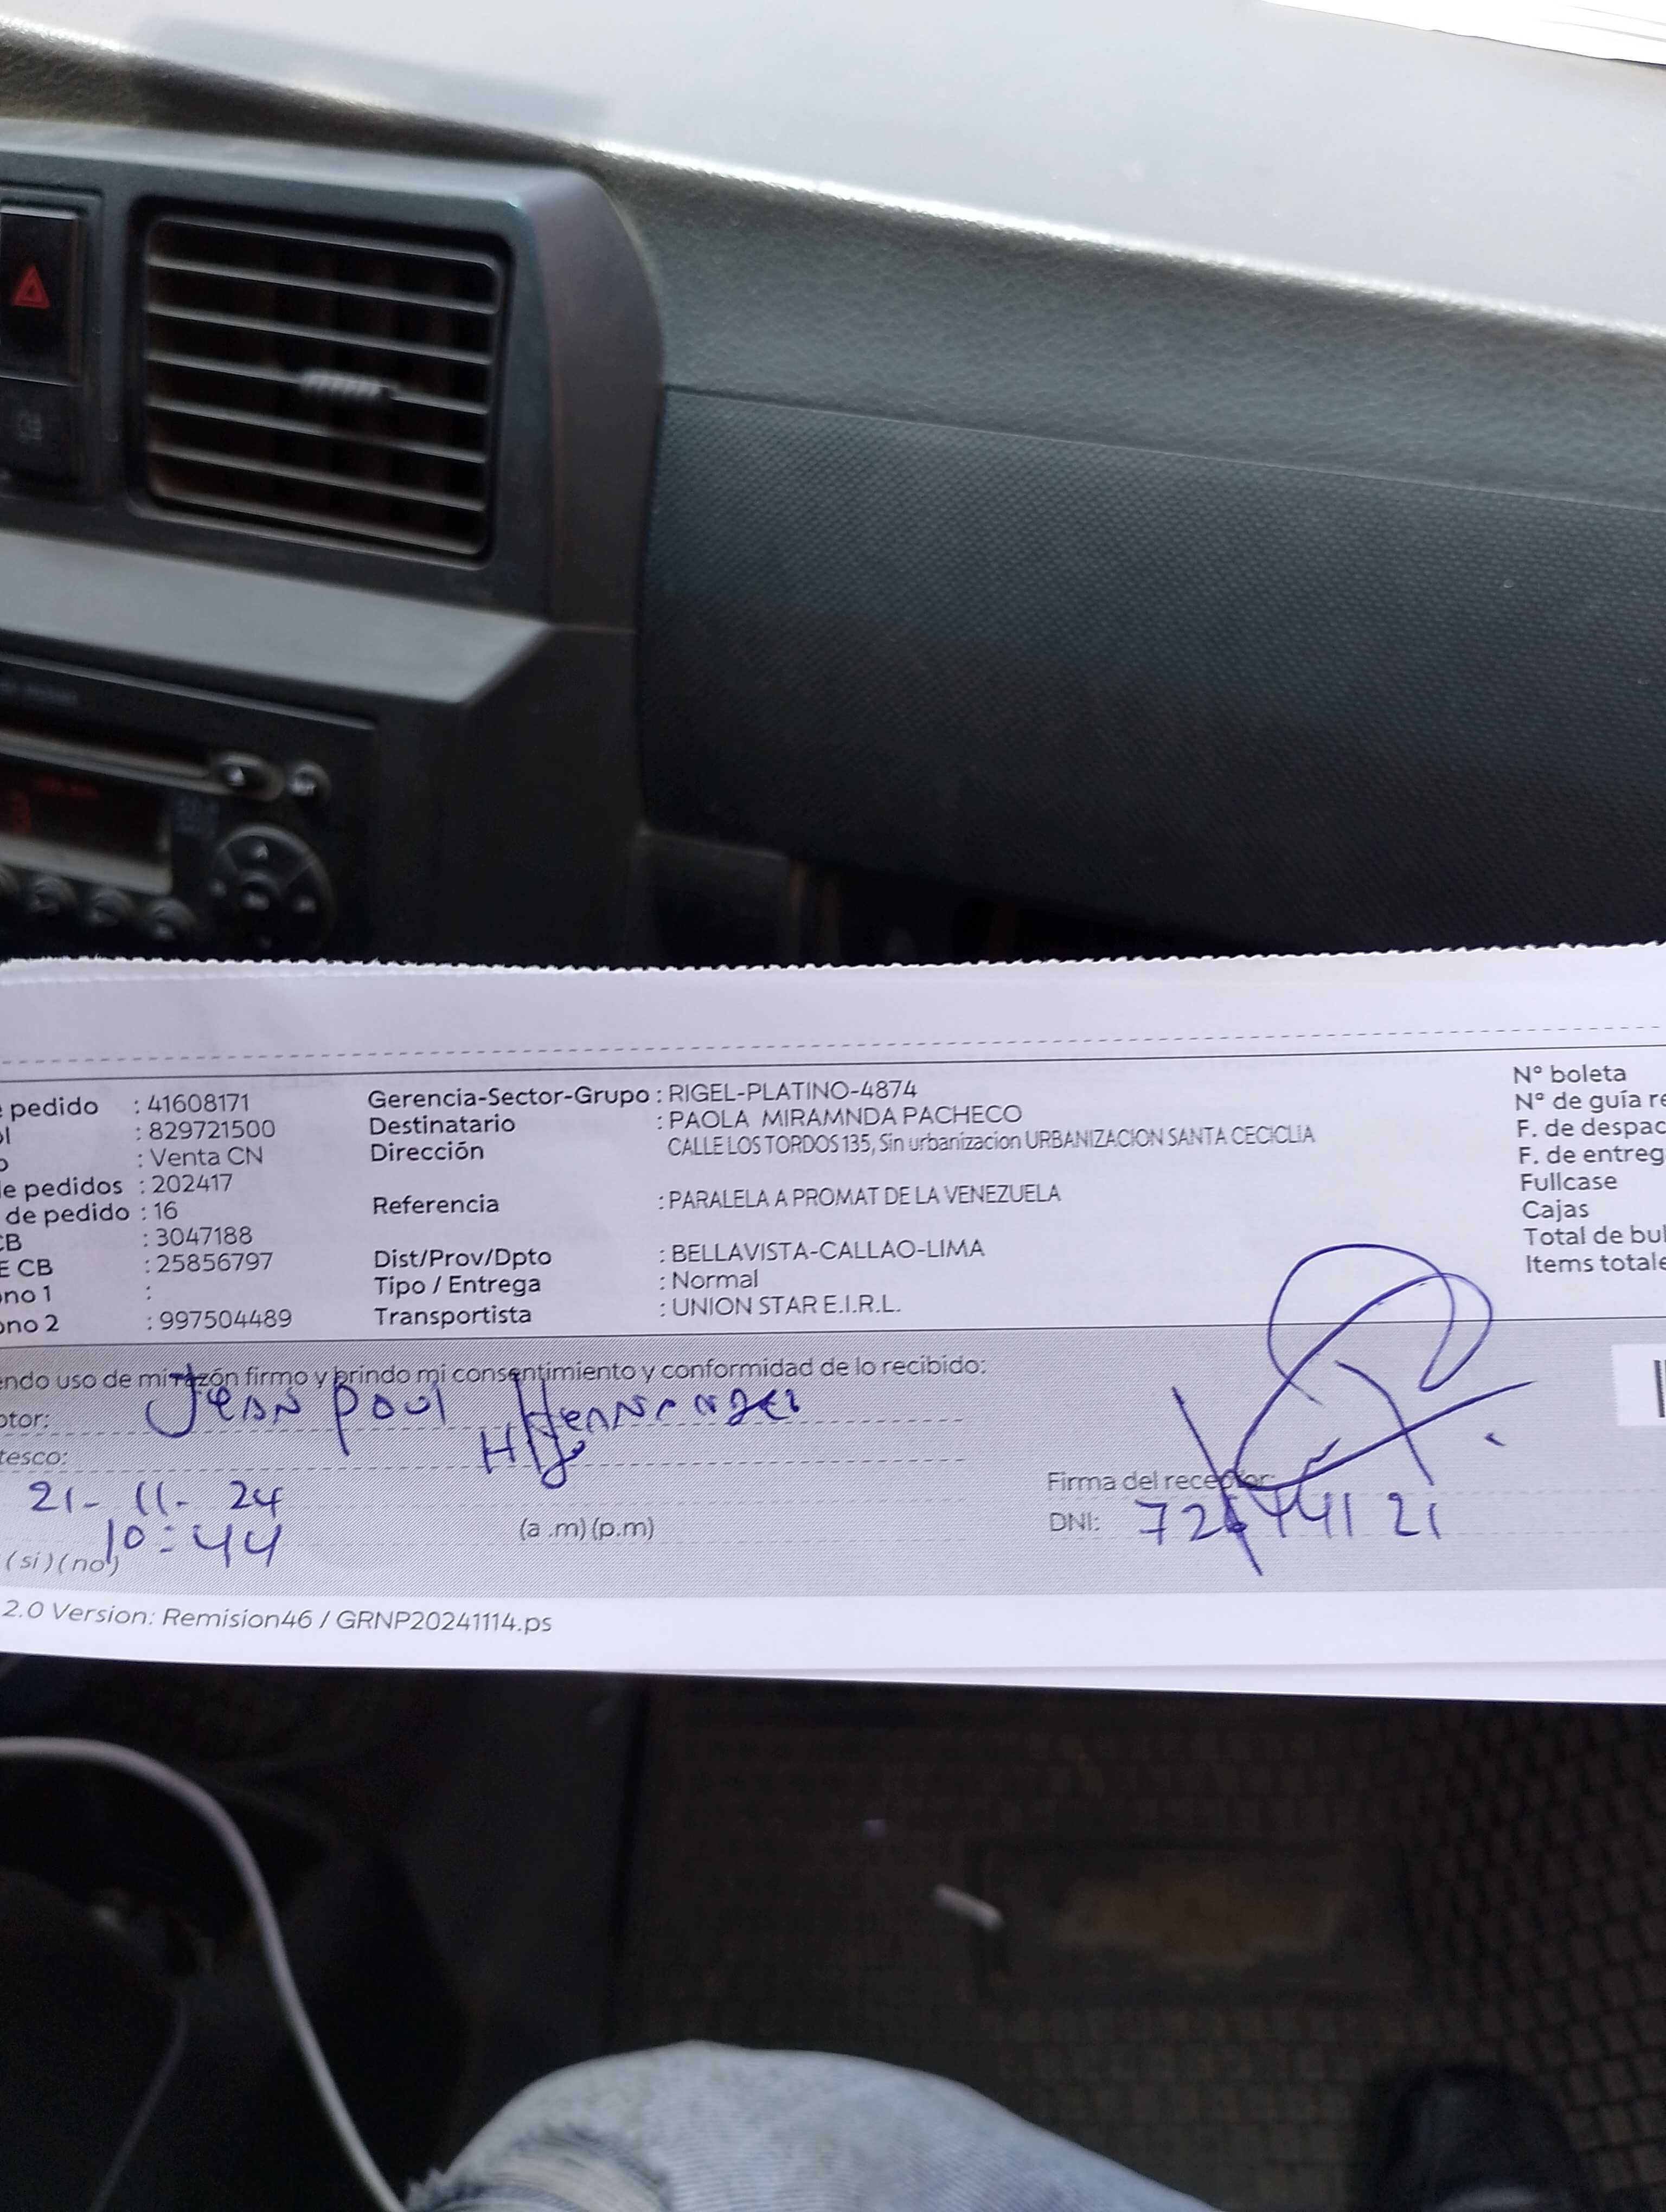 e pedido : 41608171 Gerencia-Sector-Grupo : RIGEL-PLATINO-4874 N° boleta
ol : 829721500 Destinatario : PAOLA MIRAMNDA PACHECO N° de guía re
o : Venta CN Dirección CALLE LOS TORDOS 135, Sin urbanizacion URBANIZACION SANTA CECICLIA F. de despac
de pedidos : 202417 F. de entreg
de pedido : 16 Referencia : PARALELA A PROMAT DE LA VENEZUELA Fullcase
CB : 3047188 Cajas
E CB : 25856797 Dist/Prov/Dpto : BELLAVISTA-CALLAO-LIMA Total de bul
ono 1 : Tipo / Entrega : Normal Items totale
ono 2 : 997504489 Transportista : UNION STAR E.I.R.L.
endo uso de mi razón firmo y brindo mi consentimiento y conformidad de lo recibido:
ptor: Jean Poul
tesco: Hijo
21- 11- 24 Firma del receptor:
10:44 (a .m) (p.m) DNI:
(si) (no)
2.0 Version: Remision46 / GRNP20241114.ps